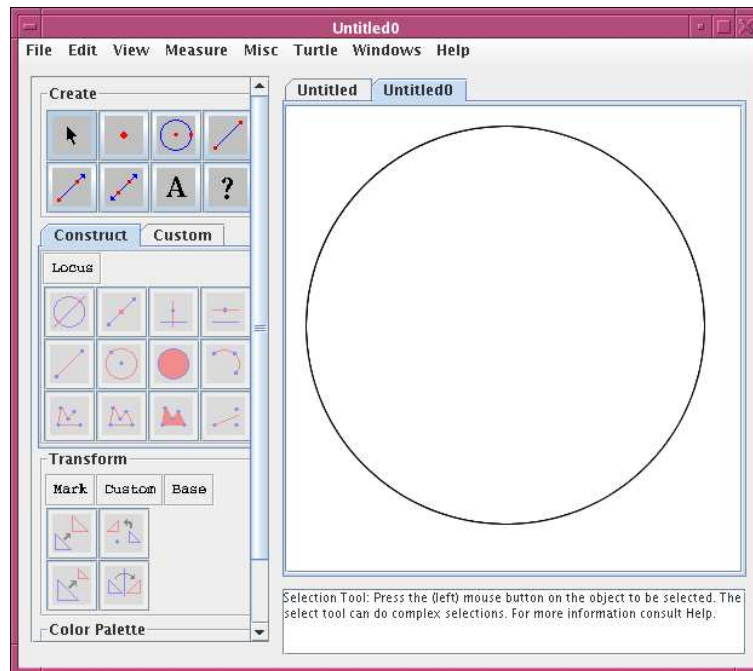 Untitled0
File Edit View Measure Misc Turtle Windows Help
Create
A ?
Construct Custom
Locus
Transform
Mark Custom Base
Color Palette
Untitled Untitled0
Selection Tool: Press the (left) mouse button on the object to be selected. The
select tool can do complex selections. For more information consult Help.